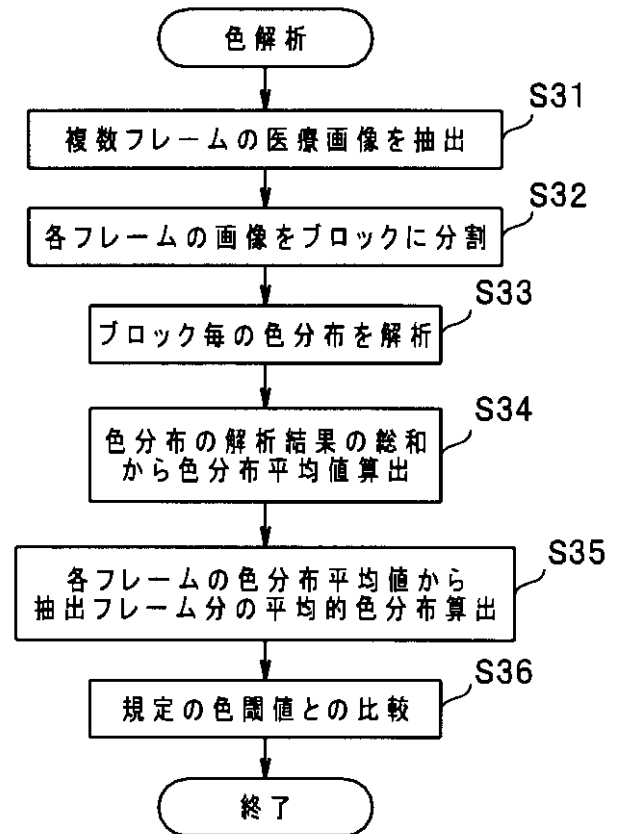 色解析
S31
複数フレームの医療画像を抽出
S32
各フレームの画像をブロックに分割
S33
ブロック毎の色分布を解析
S34
色分布の解析結果の総和
から色分布平均値算出
S35
各フレームの色分布平均値から
抽出フレーム分の平均的色分布算出
S36
規定の色閾値との比較
終了